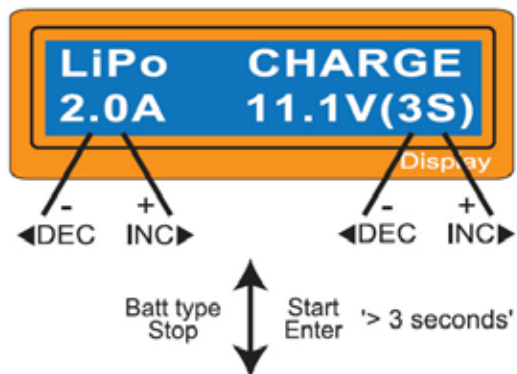 LiPo CHARGE
2.0A 11.1V(3S)
Display
- + - +
◀DEC INC▶ ◀DEC INC▶
Batt type Start '> 3 seconds'
Stop Enter